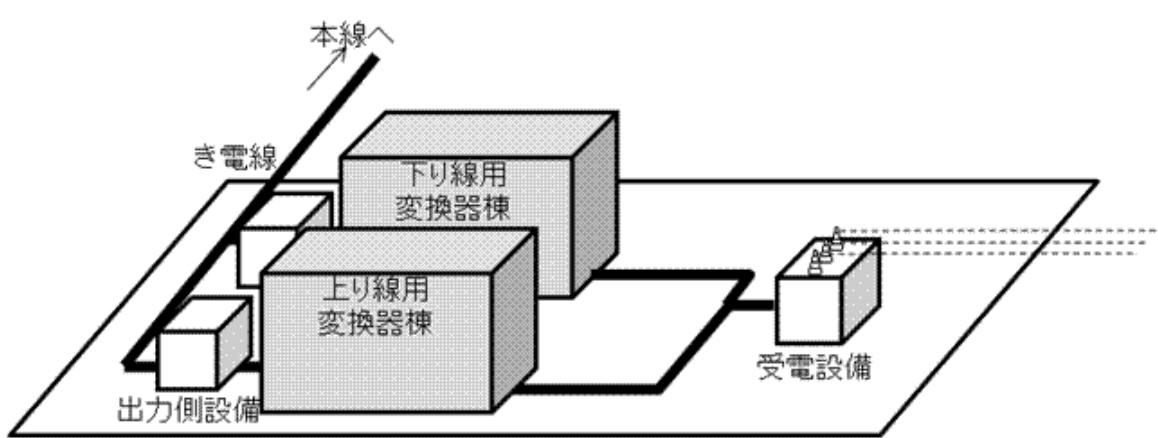 本線へ
き電線
下り線用
変換器棟
上り線用
変換器棟
受電設備
出力側設備